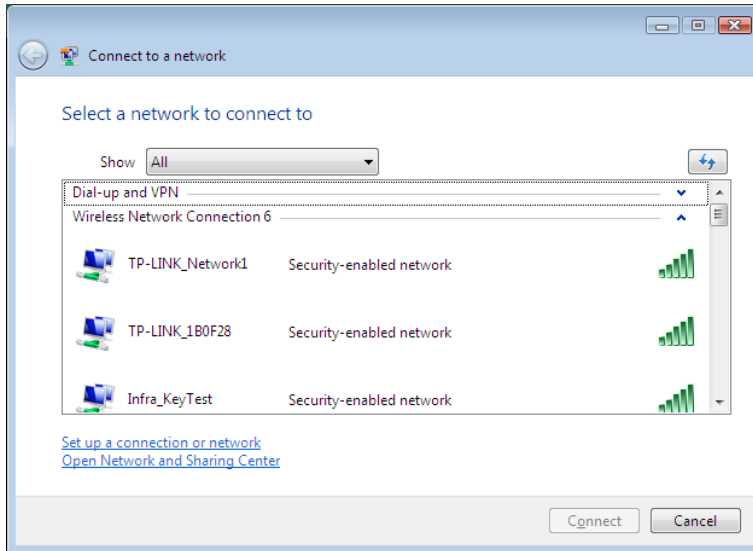 Connect to a network
Select a network to connect to
Show All
Dial-up and VPN
Wireless Network Connection 6
TP-LINK_Network1 Security-enabled network
TP-LINK_1B0F28 Security-enabled network
Infra_KeyTest Security-enabled network
Set up a connection or network
Open Network and Sharing Center
Connect Cancel